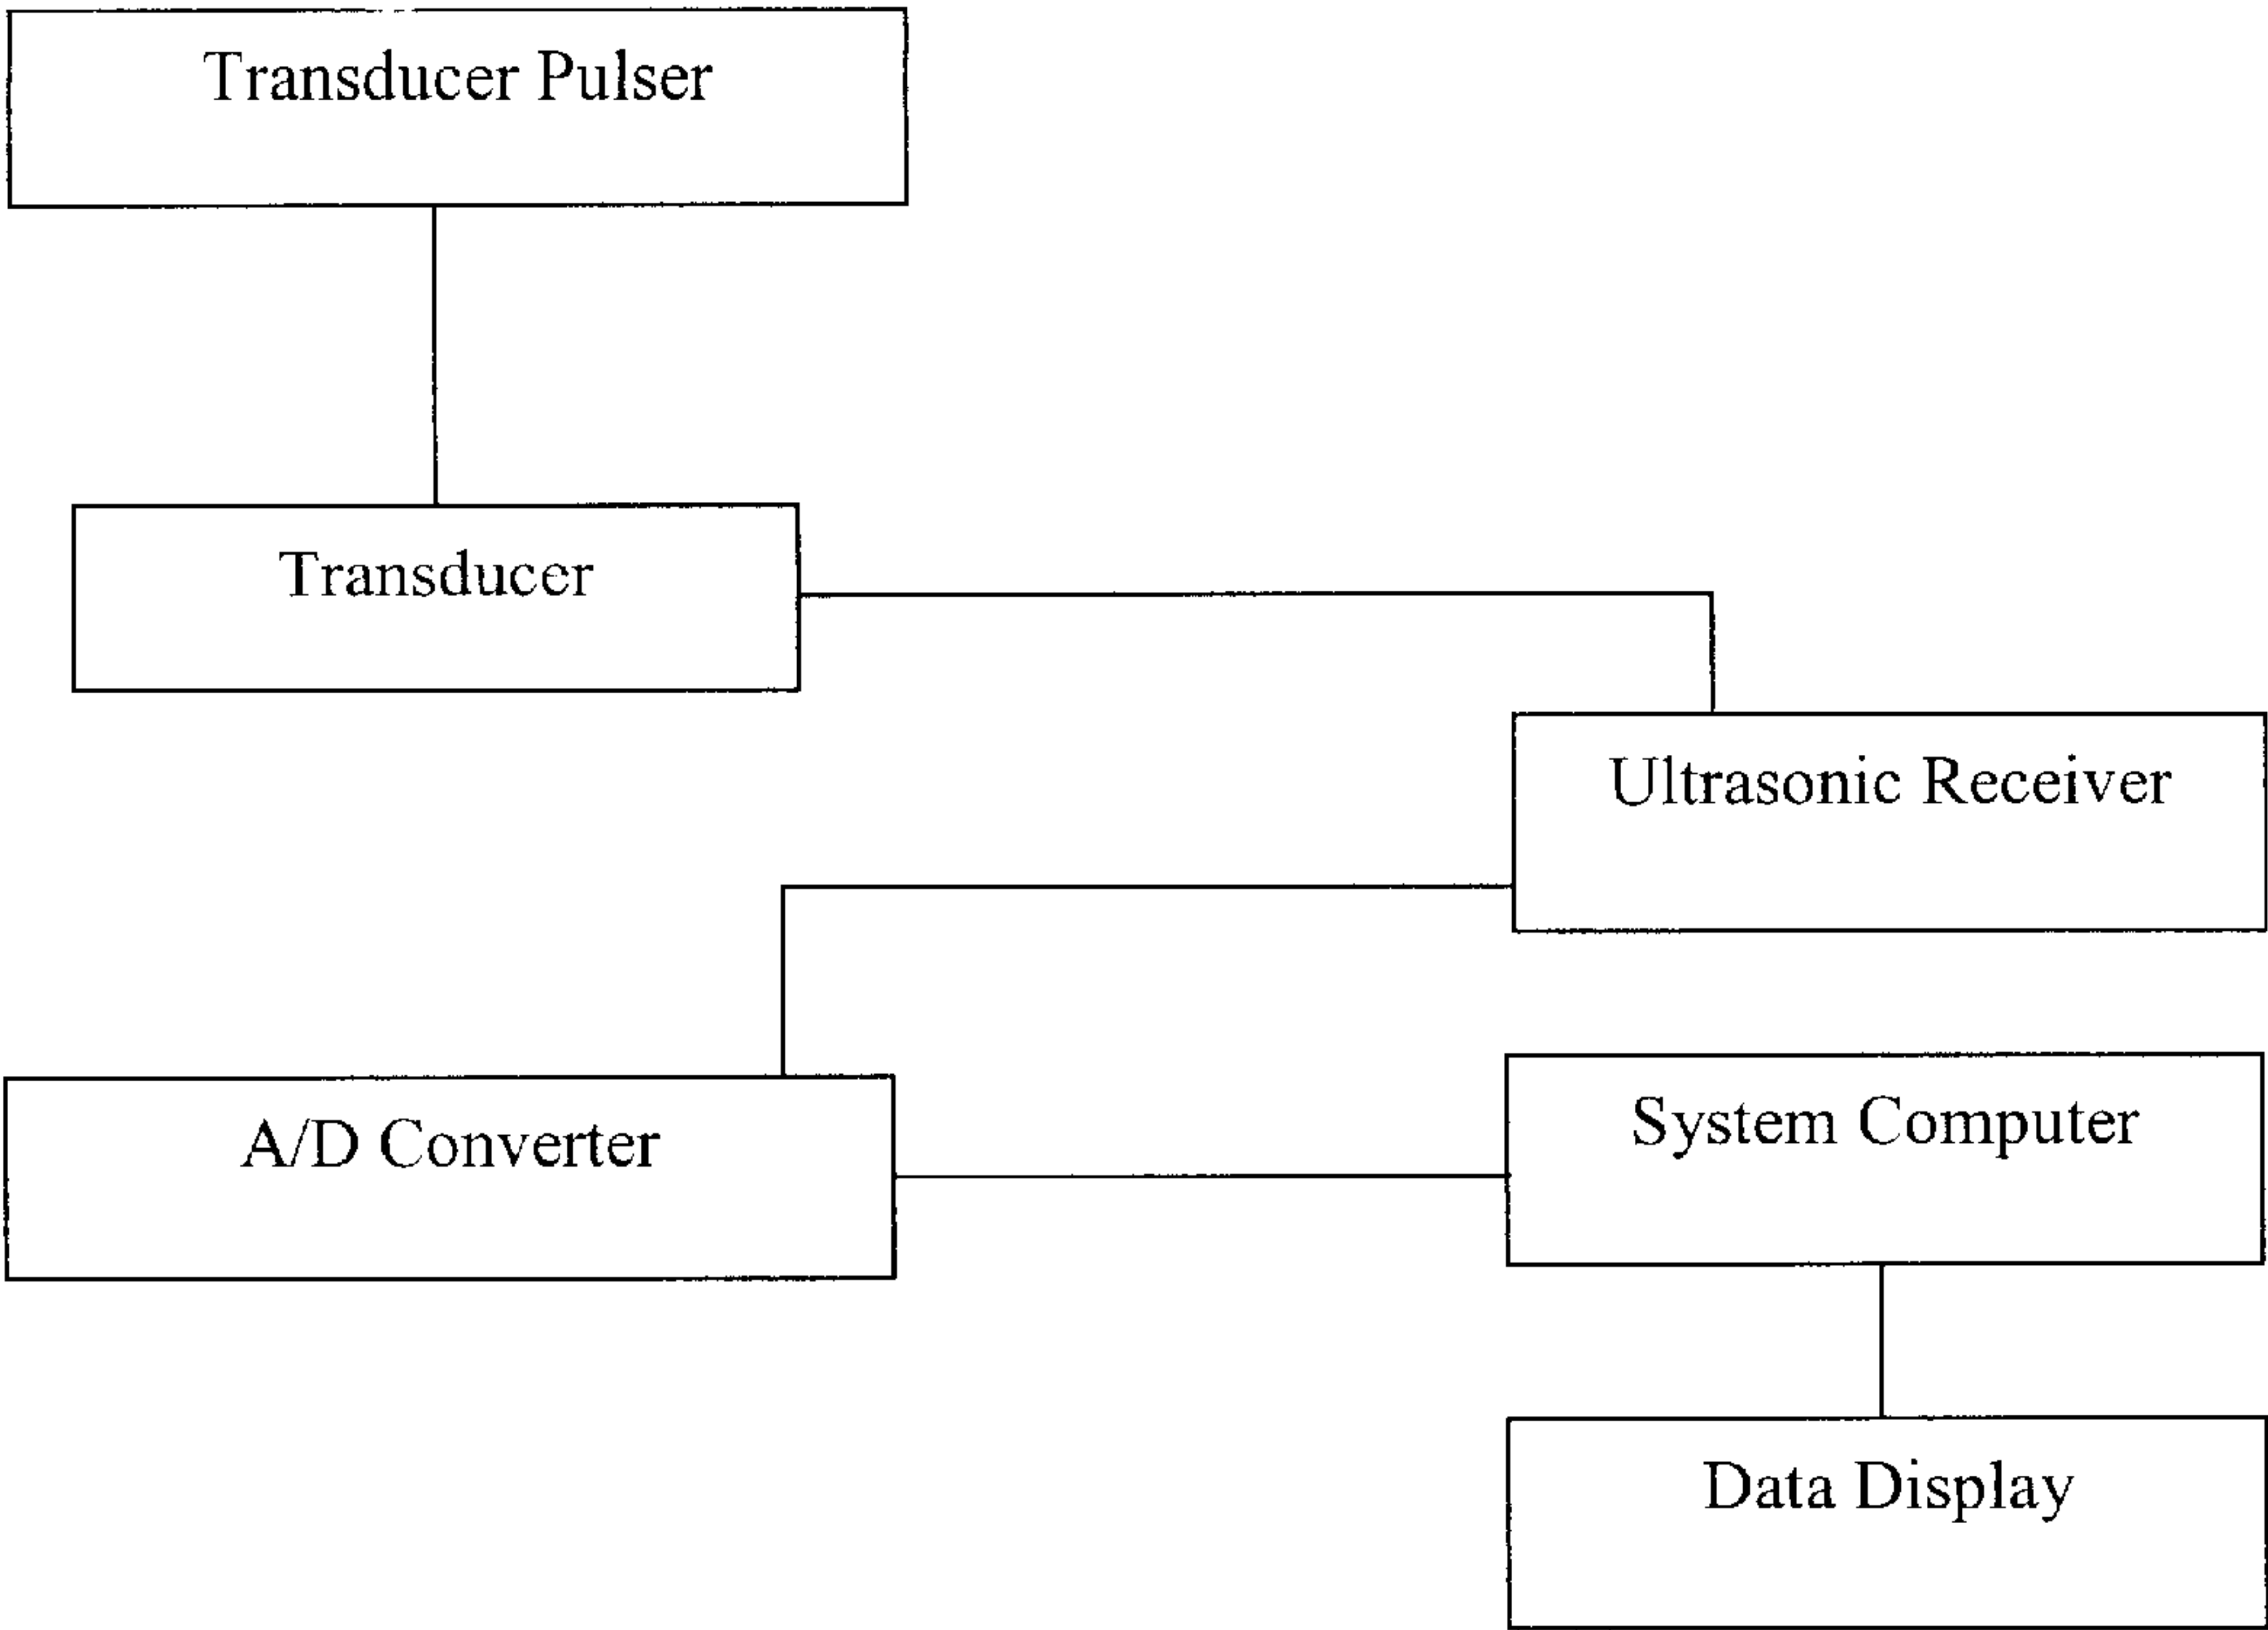 Transducer Pulser
Transducer
Ultrasonic Receiver
A/D Converter
System Computer
Data Display